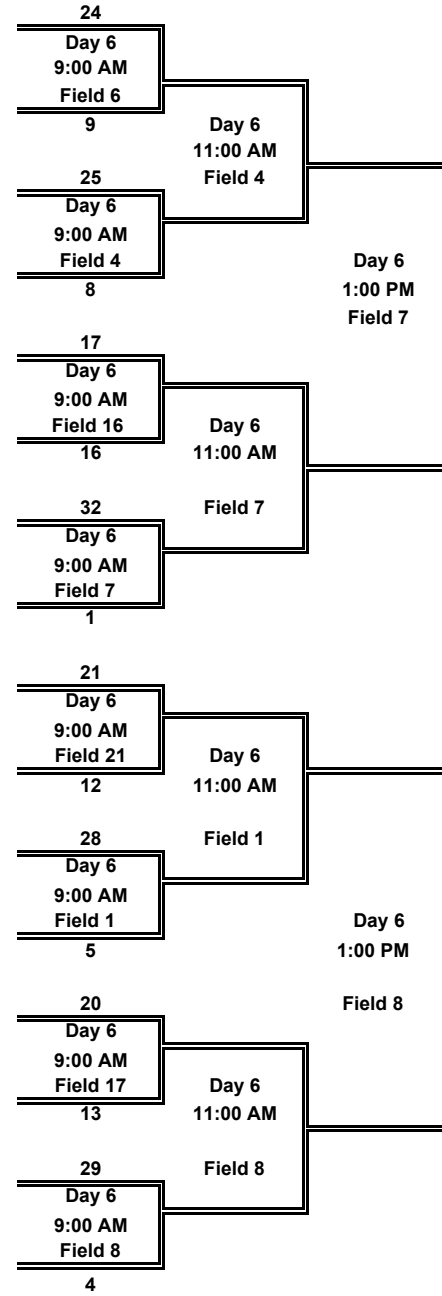 24
Day 6
9:00 AM
Field 6
9
Day 6
11:00 AM
Field 4
25
Day 6
9:00 AM
Field 4
8
Day 6
1:00 PM
Field 7
17
Day 6
9:00 AM
Field 16
16
Day 6
11:00 AM
Field 7
32
Day 6
9:00 AM
Field 7
1
21
Day 6
9:00 AM
Field 21
12
Day 6
11:00 AM
Field 1
28
Day 6
9:00 AM
Field 1
5
Day 6
1:00 PM
Field 8
20
Day 6
9:00 AM
Field 17
13
Day 6
11:00 AM
Field 8
29
Day 6
9:00 AM
Field 8
4